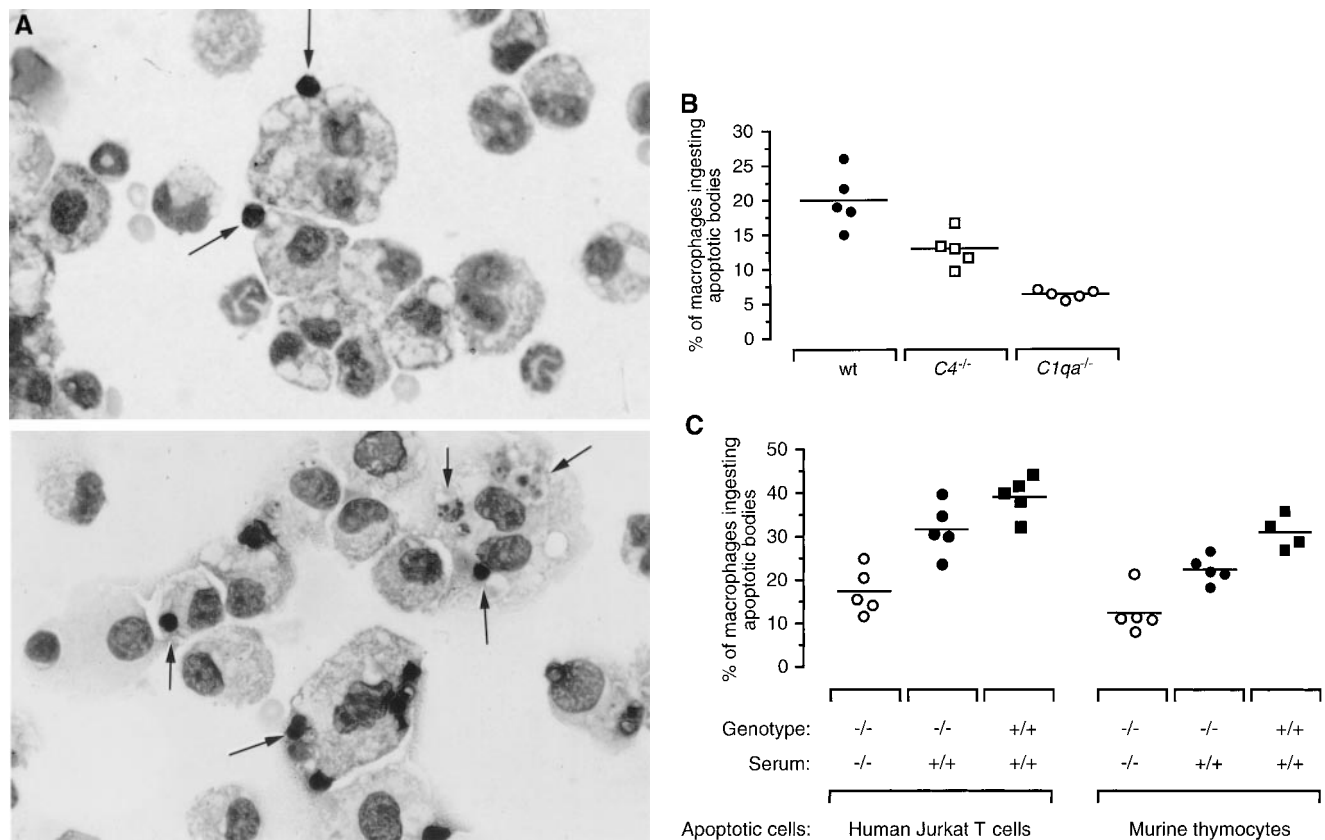 A
B
% of macrophages ingesting
apoptotic bodies
30
25
20
15
10
5
0
wt
C4-/-
C1qa-/-
C
% of macrophages ingesting
apoptotic bodies
50
40
30
20
10
0
Genotype: -/- -/- +/+ -/- -/- +/+
Serum: -/- +/+ +/+ -/- +/+ +/+
Apoptotic cells: Human Jurkat T cells Murine thymocytes